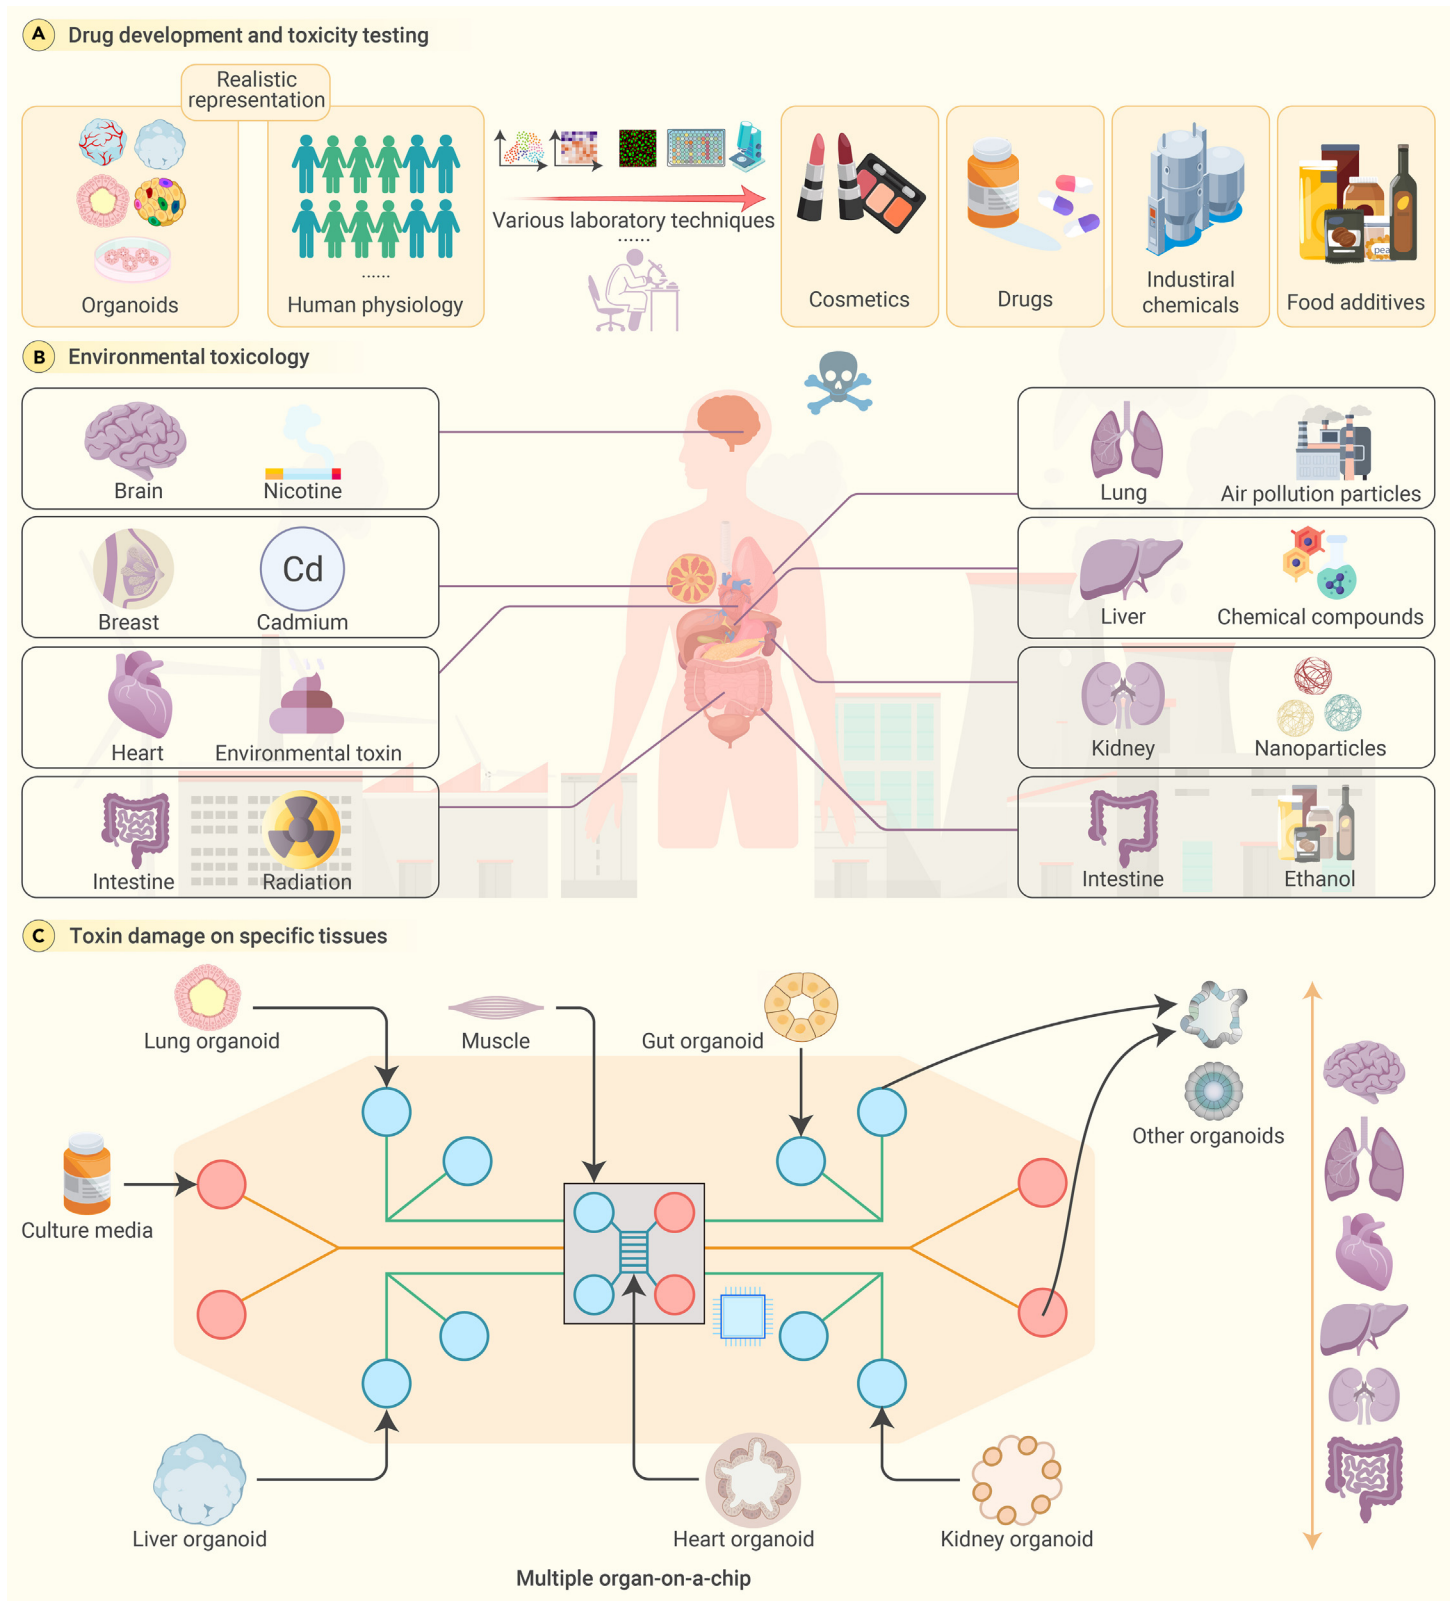 A Drug development and toxicity testing
Realistic
representation
Organoids
......
Human physiology
Various laboratory techniques
......
Cosmetics
Drugs
Industiral
chemicals
pea
Food additives
B Environmental toxicology
Brain
Nicotine
Cd
Breast
Cadmium
Heart
Environmental toxin
Intestine
Radiation
Lung
Air pollution particles
Liver
Chemical compounds
Kidney
Nanoparticles
Intestine
Ethanol
C Toxin damage on specific tissues
Lung organoid
Muscle
Gut organoid
Other organoids
Culture media
Liver organoid
Heart organoid
Kidney organoid
Multiple organ-on-a-chip